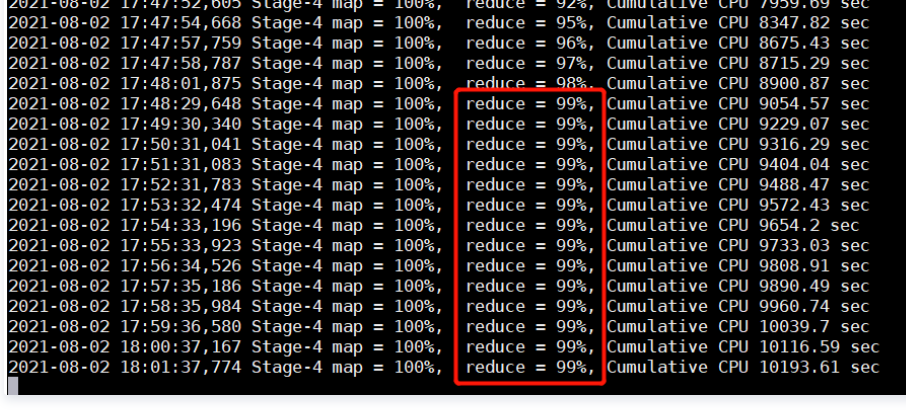 2021-08-02 17:47:52,605 Stage-4 map = 100%, reduce = 92%, Cumulative CPU 7959.69 sec
2021-08-02 17:47:54,668 Stage-4 map = 100%, reduce = 95%, Cumulative CPU 8347.82 sec
2021-08-02 17:47:57,759 Stage-4 map = 100%, reduce = 96%, Cumulative CPU 8675.43 sec
2021-08-02 17:47:58,787 Stage-4 map = 100%, reduce = 97%, Cumulative CPU 8715.29 sec
2021-08-02 17:48:01,875 Stage-4 map = 100%, reduce = 98%, Cumulative CPU 8900.87 sec
2021-08-02 17:48:29,648 Stage-4 map = 100%, reduce = 99%, Cumulative CPU 9054.57 sec
2021-08-02 17:49:30,340 Stage-4 map = 100%, reduce = 99%, Cumulative CPU 9229.07 sec
2021-08-02 17:50:31,041 Stage-4 map = 100%, reduce = 99%, Cumulative CPU 9316.29 sec
2021-08-02 17:51:31,083 Stage-4 map = 100%, reduce = 99%, Cumulative CPU 9404.04 sec
2021-08-02 17:52:31,783 Stage-4 map = 100%, reduce = 99%, Cumulative CPU 9488.47 sec
2021-08-02 17:53:32,474 Stage-4 map = 100%, reduce = 99%, Cumulative CPU 9572.43 sec
2021-08-02 17:54:33,196 Stage-4 map = 100%, reduce = 99%, Cumulative CPU 9654.2 sec
2021-08-02 17:55:33,923 Stage-4 map = 100%, reduce = 99%, Cumulative CPU 9733.03 sec
2021-08-02 17:56:34,526 Stage-4 map = 100%, reduce = 99%, Cumulative CPU 9808.91 sec
2021-08-02 17:57:35,186 Stage-4 map = 100%, reduce = 99%, Cumulative CPU 9890.49 sec
2021-08-02 17:58:35,984 Stage-4 map = 100%, reduce = 99%, Cumulative CPU 9960.74 sec
2021-08-02 17:59:36,580 Stage-4 map = 100%, reduce = 99%, Cumulative CPU 10039.7 sec
2021-08-02 18:00:37,167 Stage-4 map = 100%, reduce = 99%, Cumulative CPU 10116.59 sec
2021-08-02 18:01:37,774 Stage-4 map = 100%, reduce = 99%, Cumulative CPU 10193.61 sec